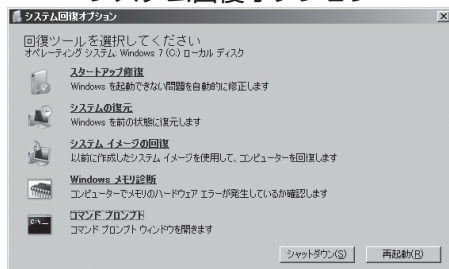 システム回復オプション
システム回復オプション
回復ツールを選択してください
オペレーティング システム: Windows 7 (C:) ローカル ディスク
スタートアップ修復
Windows を起動できない問題を自動的に修正します
システムの復元
Windows を前の状態に復元します
システム イメージの回復
以前に作成したシステム イメージを使用して、コンピューターを回復します
Windows メモリ診断
コンピューターでメモリのハードウェア エラーが発生しているか確認します
コマンド プロンプト
コマンド プロンプト ウィンドウを開きます
シャットダウン(S)
再起動(R)